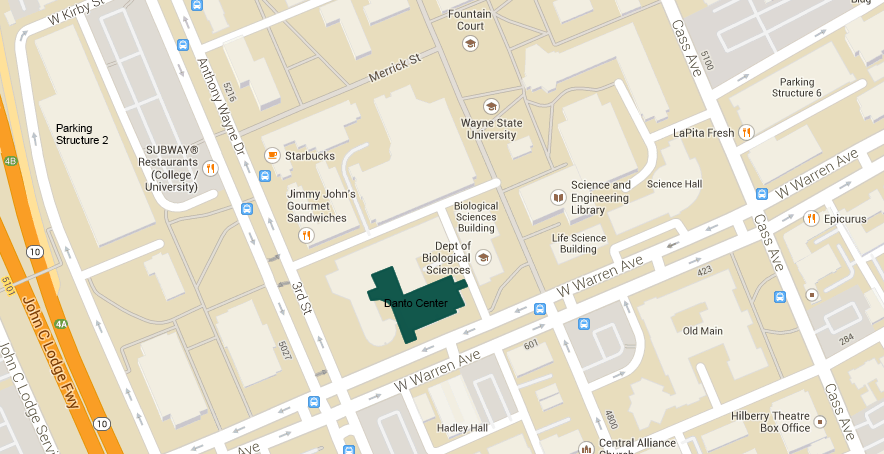 W Kirby St
Fountain
Court
Cass Ave
5100
Bldg
Anthony Wayne Dr
5216
Merrick St
Parking
Structure 6
Parking
Structure 2
Wayne State
University
LaPita Fresh
SUBWAY®
Restaurants
(College /
University)
Starbucks
4B
W Warren Ave
Jimmy John's
Gourmet
Sandwiches
Science and
Engineering
Library
Science Hall
Biological
Sciences
Building
Epicurus
Life Science
Building
Dept of
Biological
Sciences
10
Cass Ave
5101
3rd St
W Warren Ave
423
Danto Center
John C Lodge Fwy
4A
Old Main
284
5027
601
John C Lodge Serv
W Warren Ave
4800
Cass Ave
10
Hadley Hall
Hilberry Theatre
Box Office
Ave
Central Alliance
Church